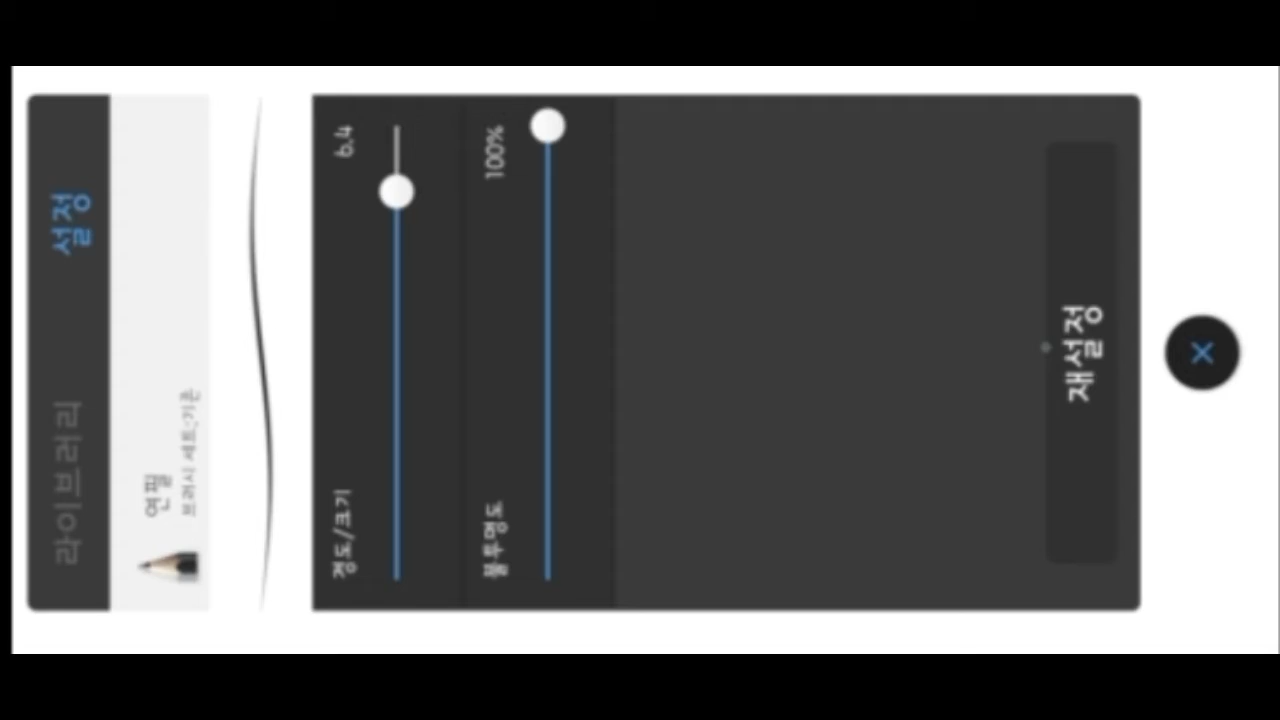 라이브러리 설정
연필
브러시 세트:기본
경도/크기 6.4
불투명도 100%
재설정